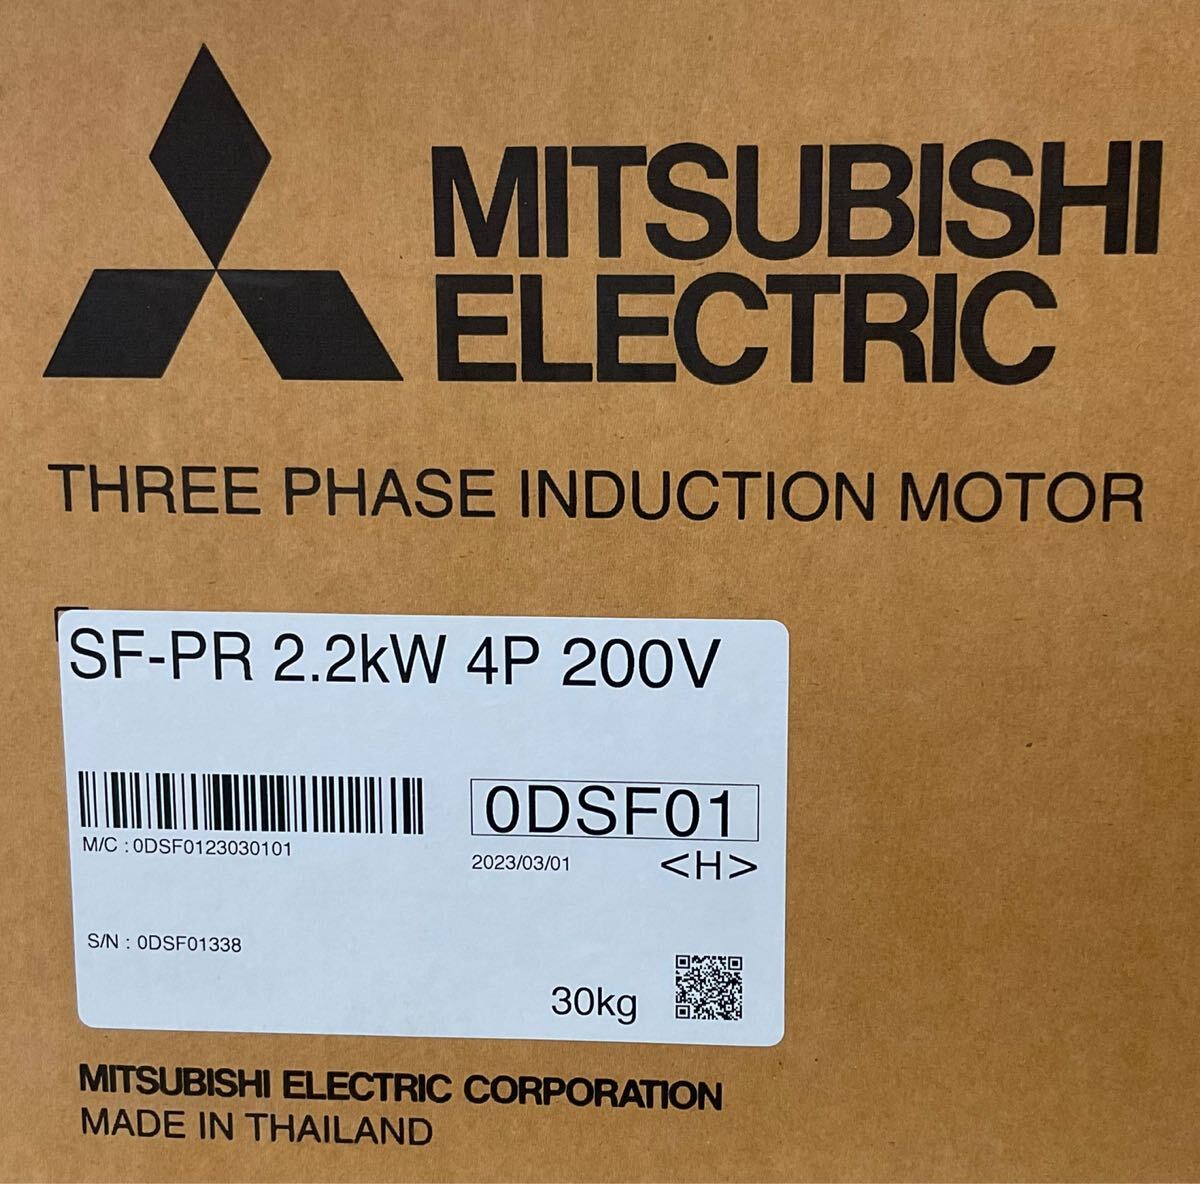 MITSUBISHI
ELECTRIC
THREE PHASE INDUCTION MOTOR
SF-PR 2.2kW 4P 200V
M/C : 0DSF0123030101
0DSF01
2023/03/01
<H>
S/N : 0DSF01338
30kg
MITSUBISHI ELECTRIC CORPORATION
MADE IN THAILAND